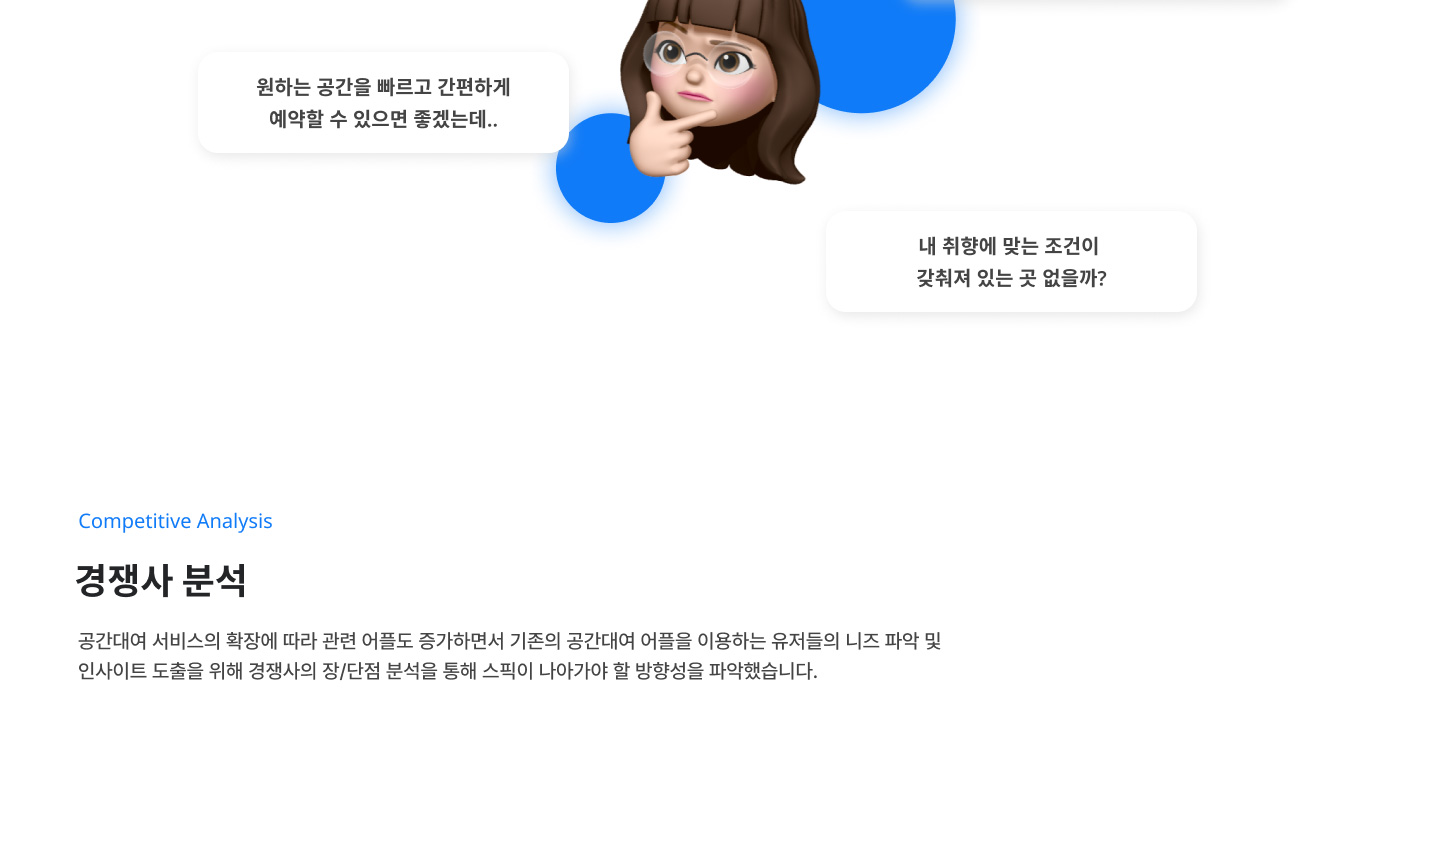 원하는 공간을 빠르고 간편하게
예약할 수 있으면 좋겠는데..
내 취향에 맞는 조건이
갖춰져 있는 곳 없을까?
Competitive Analysis
경쟁사 분석
공간대여 서비스의 확장에 따라 관련 어플도 증가하면서 기존의 공간대여 어플을 이용하는 유저들의 니즈 파악 및
인사이트 도출을 위해 경쟁사의 장/단점 분석을 통해 스픽이 나아가야 할 방향성을 파악했습니다.